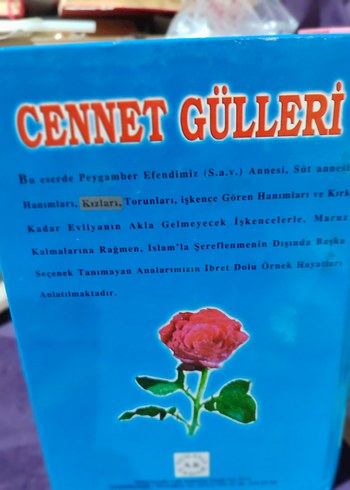 CENNET GÜLLERİ
Bu eserde Peygamber Efendimiz (S.a.v.) Annesi, Süt annesi
Hanımları, Kızları, Torunları, işkence Gören Hanımları ve Kırk
Kadar Evliyanın Akla Gelmeyecek İşkencelerle, Maruz
Kalmalarına Rağmen, İslam'la Şereflenmenin Dışında Başka
Seçenek Tanımayan Analarımızın İbret Dolu Örnek Hayatları
Anlatılmaktadır.